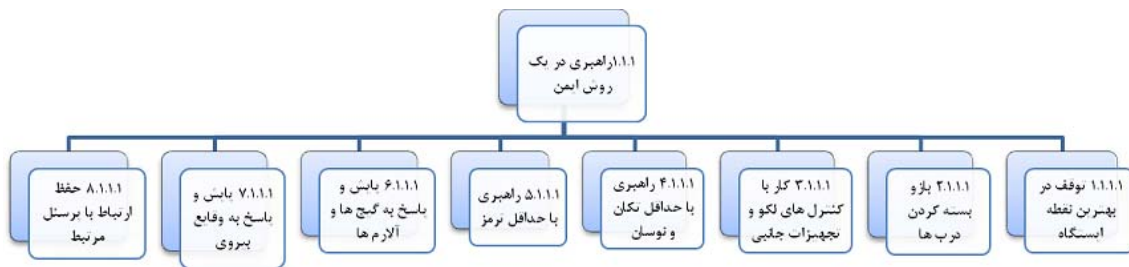 ۱.۱.۱راهبری در یک
روش ایمن
۱.۱.۱.۱ توقف در
بهترین نقطه
ایستگاه
۲.۱.۱.۱ باز و
بسته کردن
درب ها
۳.۱.۱.۱ کار با
کنترل های لکو و
تجهیزات جانبی
۴.۱.۱.۱ راهبری
با حداقل تکان
و نوسان
۵.۱.۱.۱ راهبری
با حداقل ترمز
۶.۱.۱.۱ پایش و
پاسخ به گیج ها و
آلارم ها
۷.۱.۱.۱ پایش و
پاسخ به وقایع
بیروی
۸.۱.۱.۱ حفظ
ارتباط با پرسنل
مرتبط